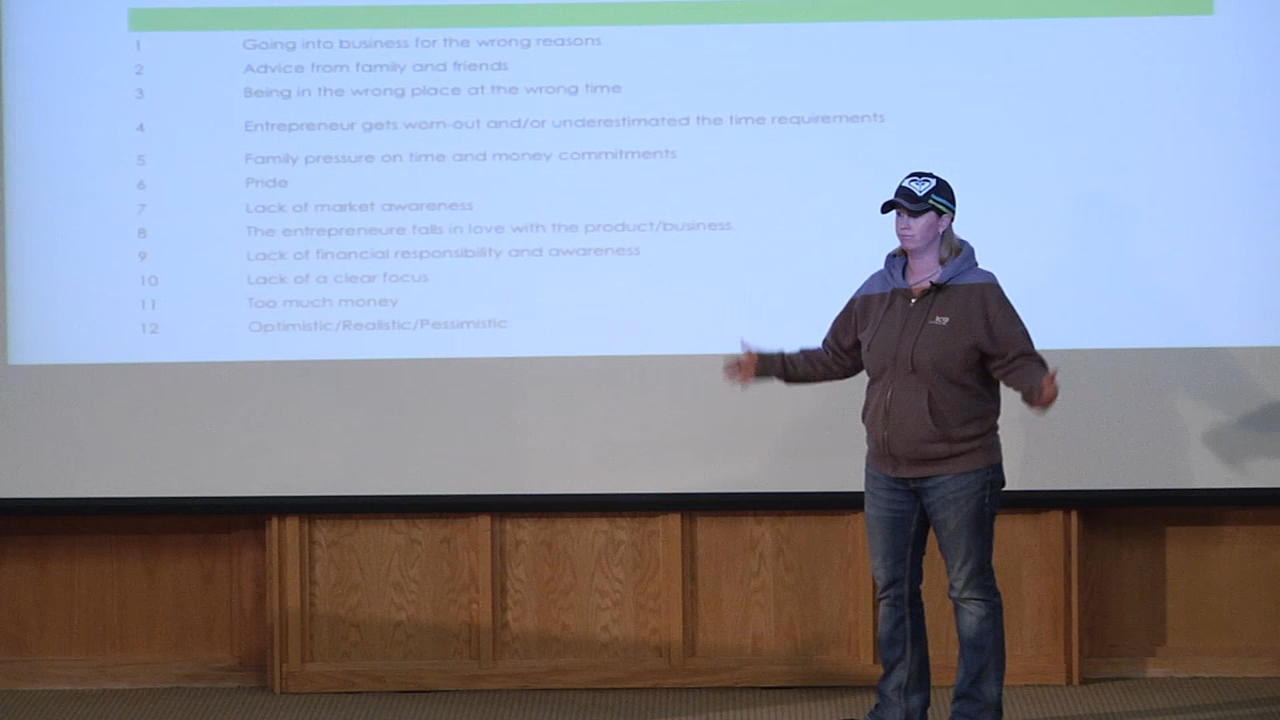 1 Going into business for the wrong reasons
2 Advice from family and friends
3 Being in the wrong place at the wrong time
4 Entrepreneur gets worn-out and/or underestimated the time requirements
5 Family pressure on time and money commitments
6 Pride
7 Lack of market awareness
8 The entrepreneure falls in love with the product/business
9 Lack of financial responsibility and awareness
10 Lack of a clear focus
11 Too much money
12 Optimistic/Realistic/Pessimistic